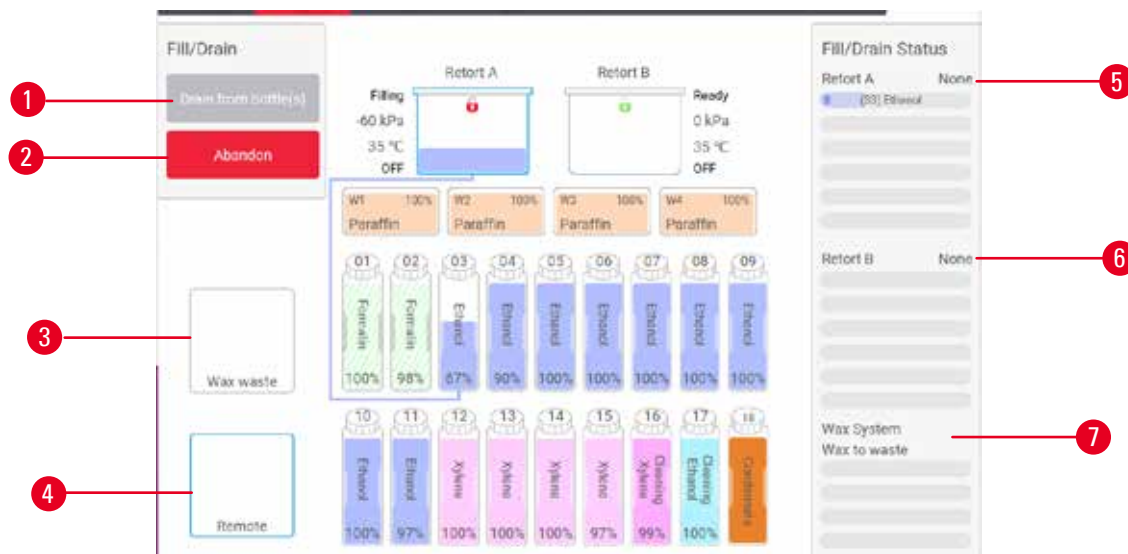 Fill/Drain
Drain from bottle(s)
Abandon
Wax waste
Remote
Retort A
Retort B
Filling
-60 kPa
35 °C
OFF
Ready
0 kPa
35 °C
OFF
W1 100%
Paraffin
W2 100%
Paraffin
W3 100%
Paraffin
W4 100%
Paraffin
01 02 03 04 05 06 07 08 09
Formalin Formalin Ethanol Ethanol Ethanol Ethanol Ethanol Ethanol Ethanol
100% 98% 67% 90% 100% 100% 100% 100% 100%
10 11 12 13 14 15 16 17 18
Ethanol Ethanol Xylene Xylene Xylene Xylene Cleaning Xylene Cleaning Ethanol Condensate
100% 97% 100% 100% 100% 97% 99% 100%
Fill/Drain Status
Retort A None
(S3) Ethanol
Retort B None
Wax System
Wax to waste
1
2
3
4
5
6
7